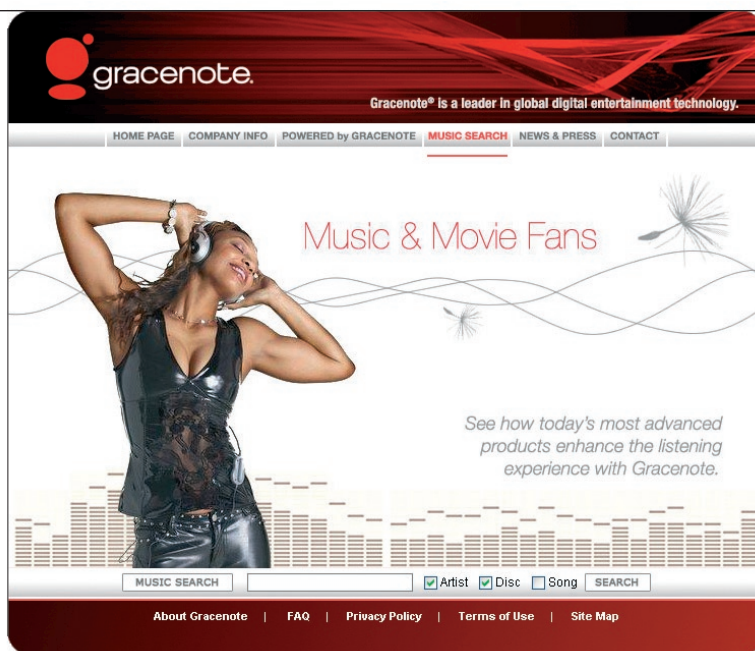 gracenote.
Gracenote® is a leader in global digital entertainment technology.
HOME PAGE COMPANY INFO POWERED by GRACENOTE MUSIC SEARCH NEWS & PRESS CONTACT
Music & Movie Fans
See how today's most advanced
products enhance the listening
experience with Gracenote.
MUSIC SEARCH Artist Disc Song SEARCH
About Gracenote | FAQ | Privacy Policy | Terms of Use | Site Map